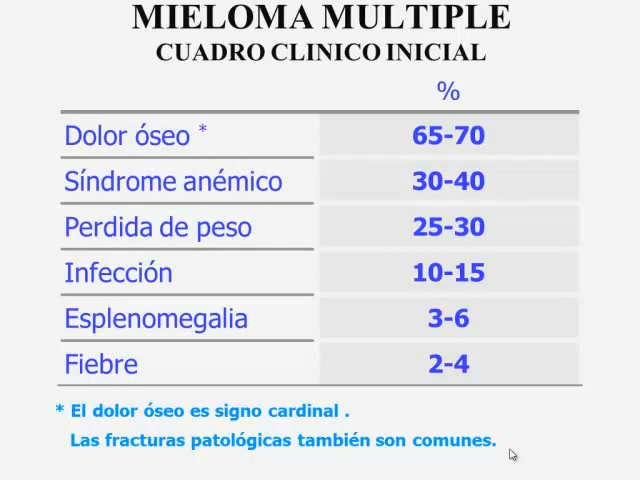 MIELOMA MULTIPLE
CUADRO CLINICO INICIAL
%
Dolor óseo * 65-70
Síndrome anémico 30-40
Perdida de peso 25-30
Infección 10-15
Esplenomegalia 3-6
Fiebre 2-4
* El dolor óseo es signo cardinal .
Las fracturas patológicas también son comunes.